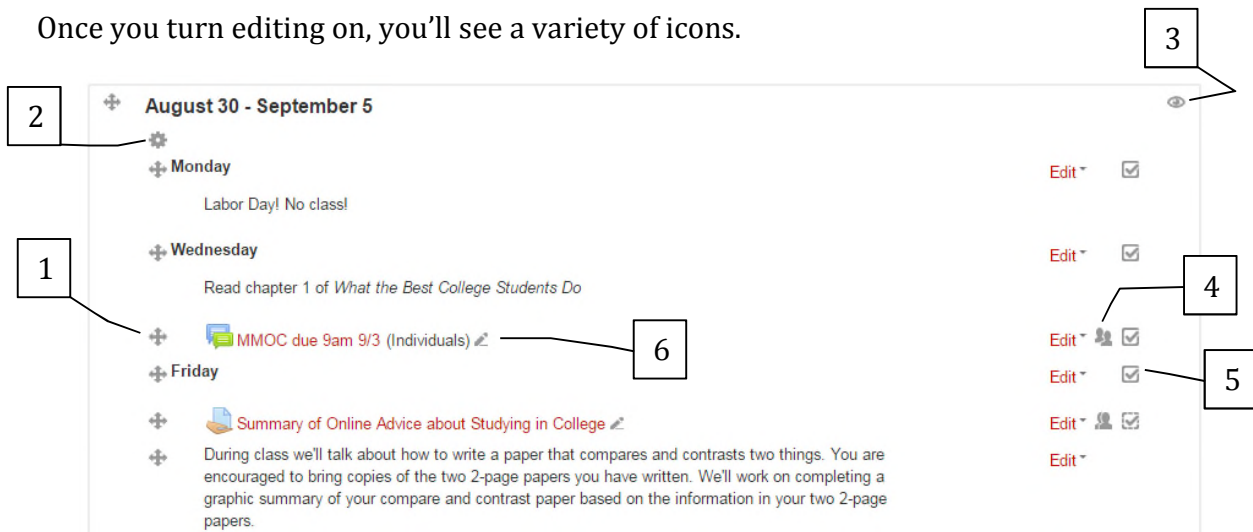 Once you turn editing on, you’ll see a variety of icons.
3
2
August 30 - September 5
Monday Edit
Labor Day! No class!
Wednesday Edit
1
Read chapter 1 of What the Best College Students Do
4
MMOC due 9am 9/3 (Individuals) Edit
6
Friday Edit
5
Summary of Online Advice about Studying in College Edit
During class we'll talk about how to write a paper that compares and contrasts two things. You are Edit
encouraged to bring copies of the two 2-page papers you have written. We'll work on completing a
graphic summary of your compare and contrast paper based on the information in your two 2-page
papers.